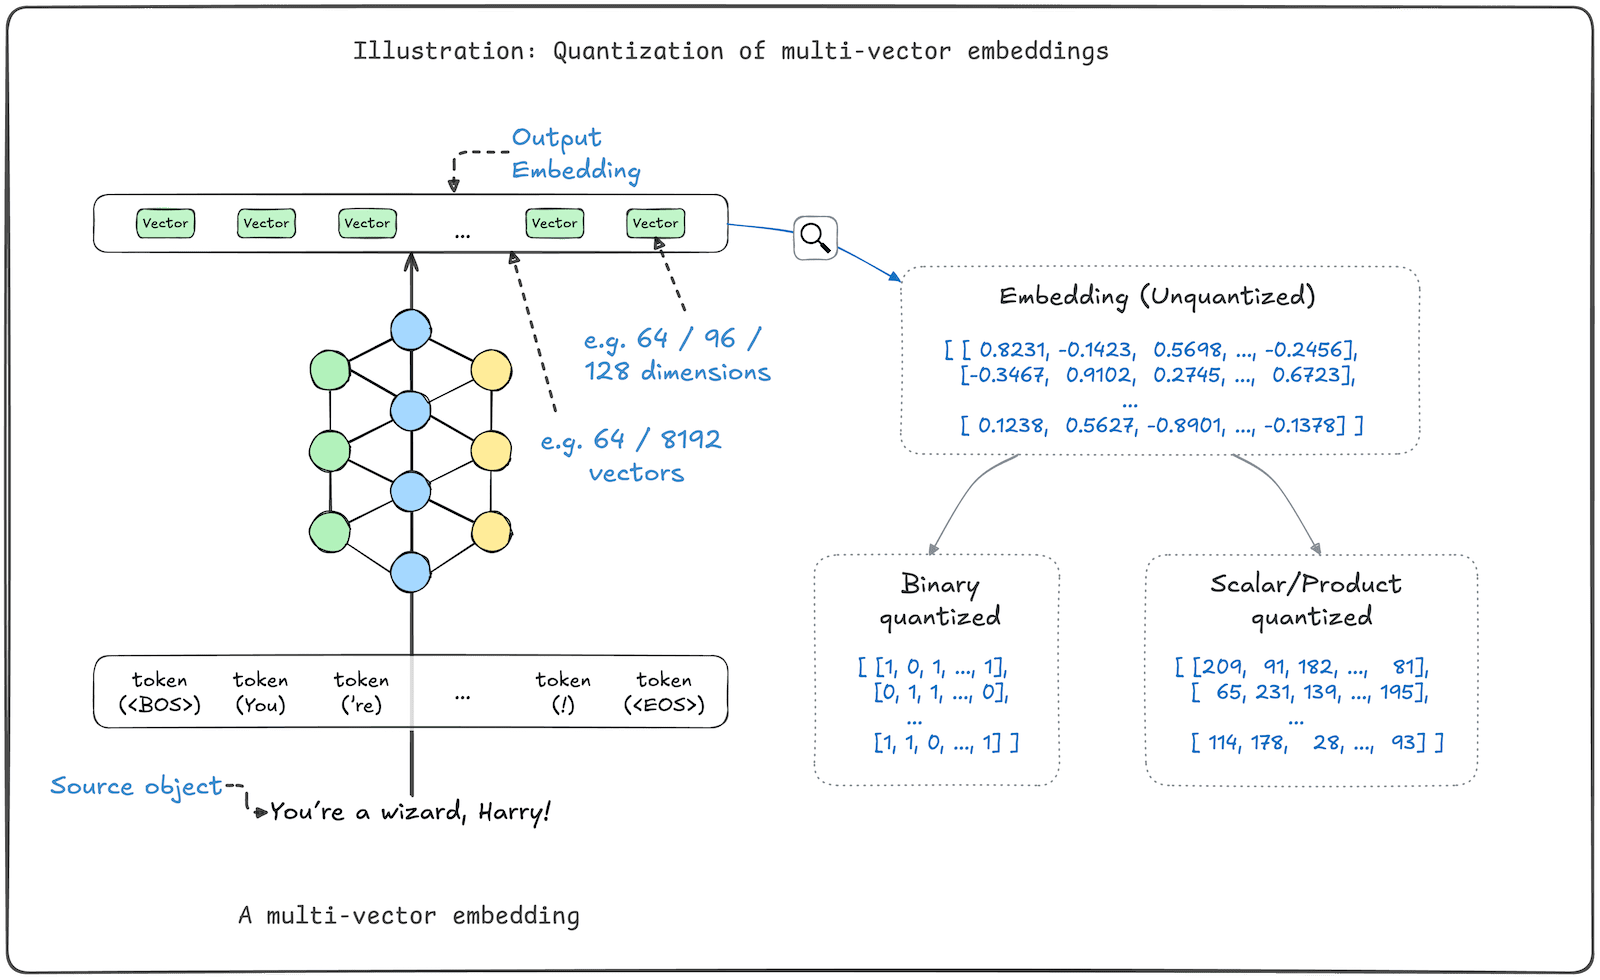 Illustration: Quantization of multi-vector embeddings
Output
Embedding
Vector Vector Vector ... Vector Vector
e.g. 64 / 96 /
128 dimensions
e.g. 64 / 8192
vectors
token token token ... token token
(<BOS>) (You) ('re) (!) (<EOS>)
Source object
You're a wizard, Harry!
A multi-vector embedding
Embedding (Unquantized)
[ [ 0.8231, -0.1423, 0.5698, ..., -0.2456],
[-0.3467, 0.9102, 0.2745, ..., 0.6723],
...
[ 0.1238, 0.5627, -0.8901, ..., -0.1378] ]
Binary
quantized
[ [1, 0, 1, ..., 1],
[0, 1, 1, ..., 0],
...
[1, 1, 0, ..., 1] ]
Scalar/Product
quantized
[ [209, 91, 182, ..., 81],
[ 65, 231, 139, ..., 195],
...
[ 114, 178, 28, ..., 93] ]